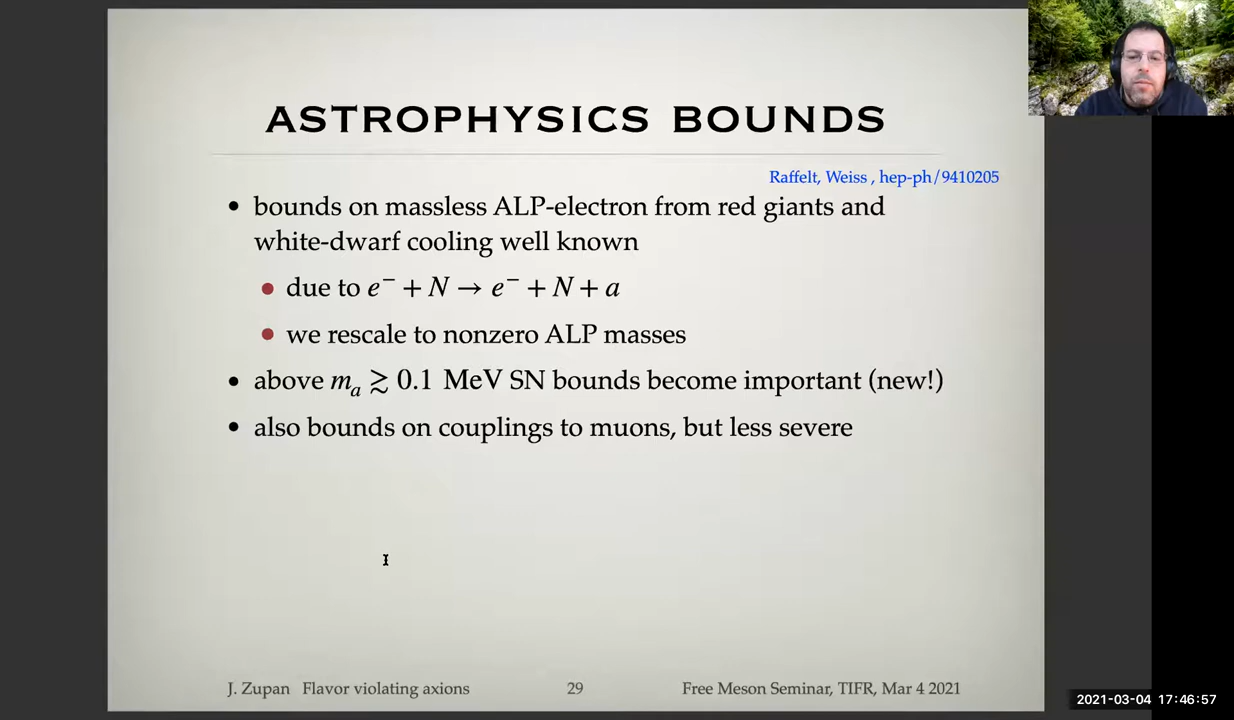 ASTROPHYSICS BOUNDS
Raffelt, Weiss , hep-ph/9410205
• bounds on massless ALP-electron from red giants and
white-dwarf cooling well known
• due to e⁻ + N → e⁻ + N + a
• we rescale to nonzero ALP masses
• above mₐ ≳ 0.1 MeV SN bounds become important (new!)
• also bounds on couplings to muons, but less severe
J. Zupan Flavor violating axions 29 Free Meson Seminar, TIFR, Mar 4 2021
2021-03-04 17:46:57